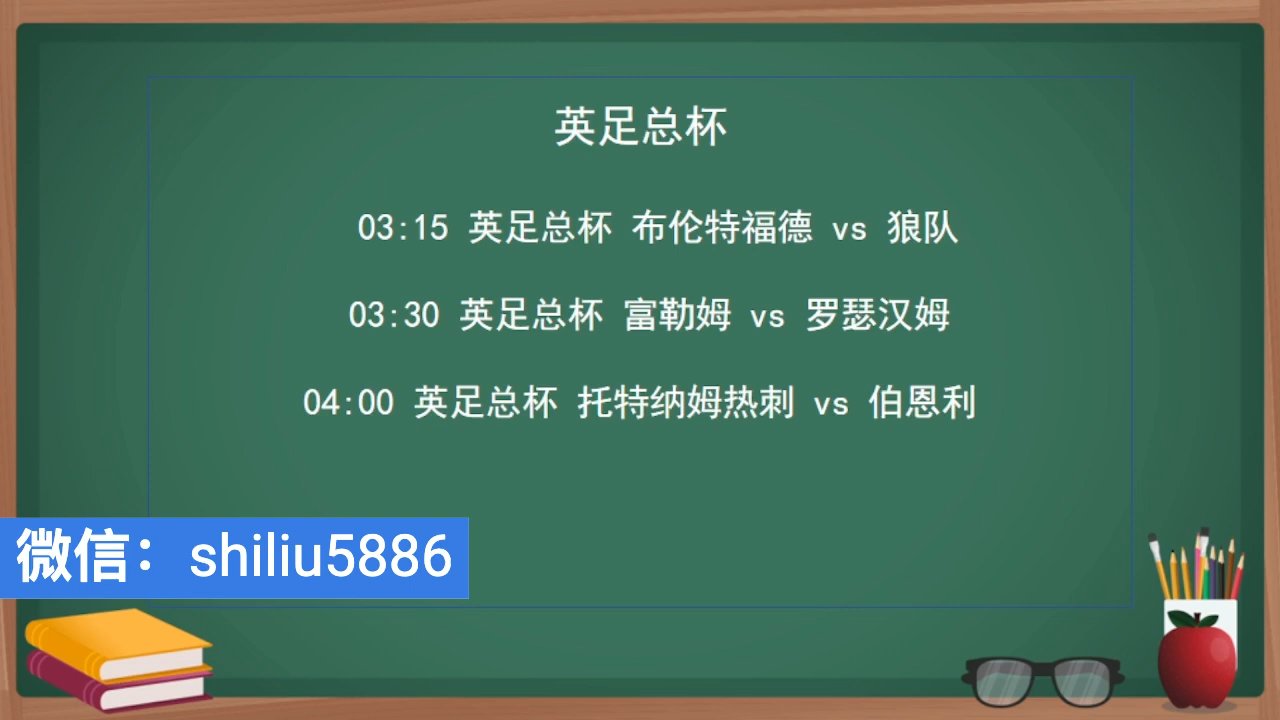 英足总杯
03:15 英足总杯 布伦特福德 vs 狼队
03:30 英足总杯 富勒姆 vs 罗瑟汉姆
04:00 英足总杯 托特纳姆热刺 vs 伯恩利
微信：shiliu5886